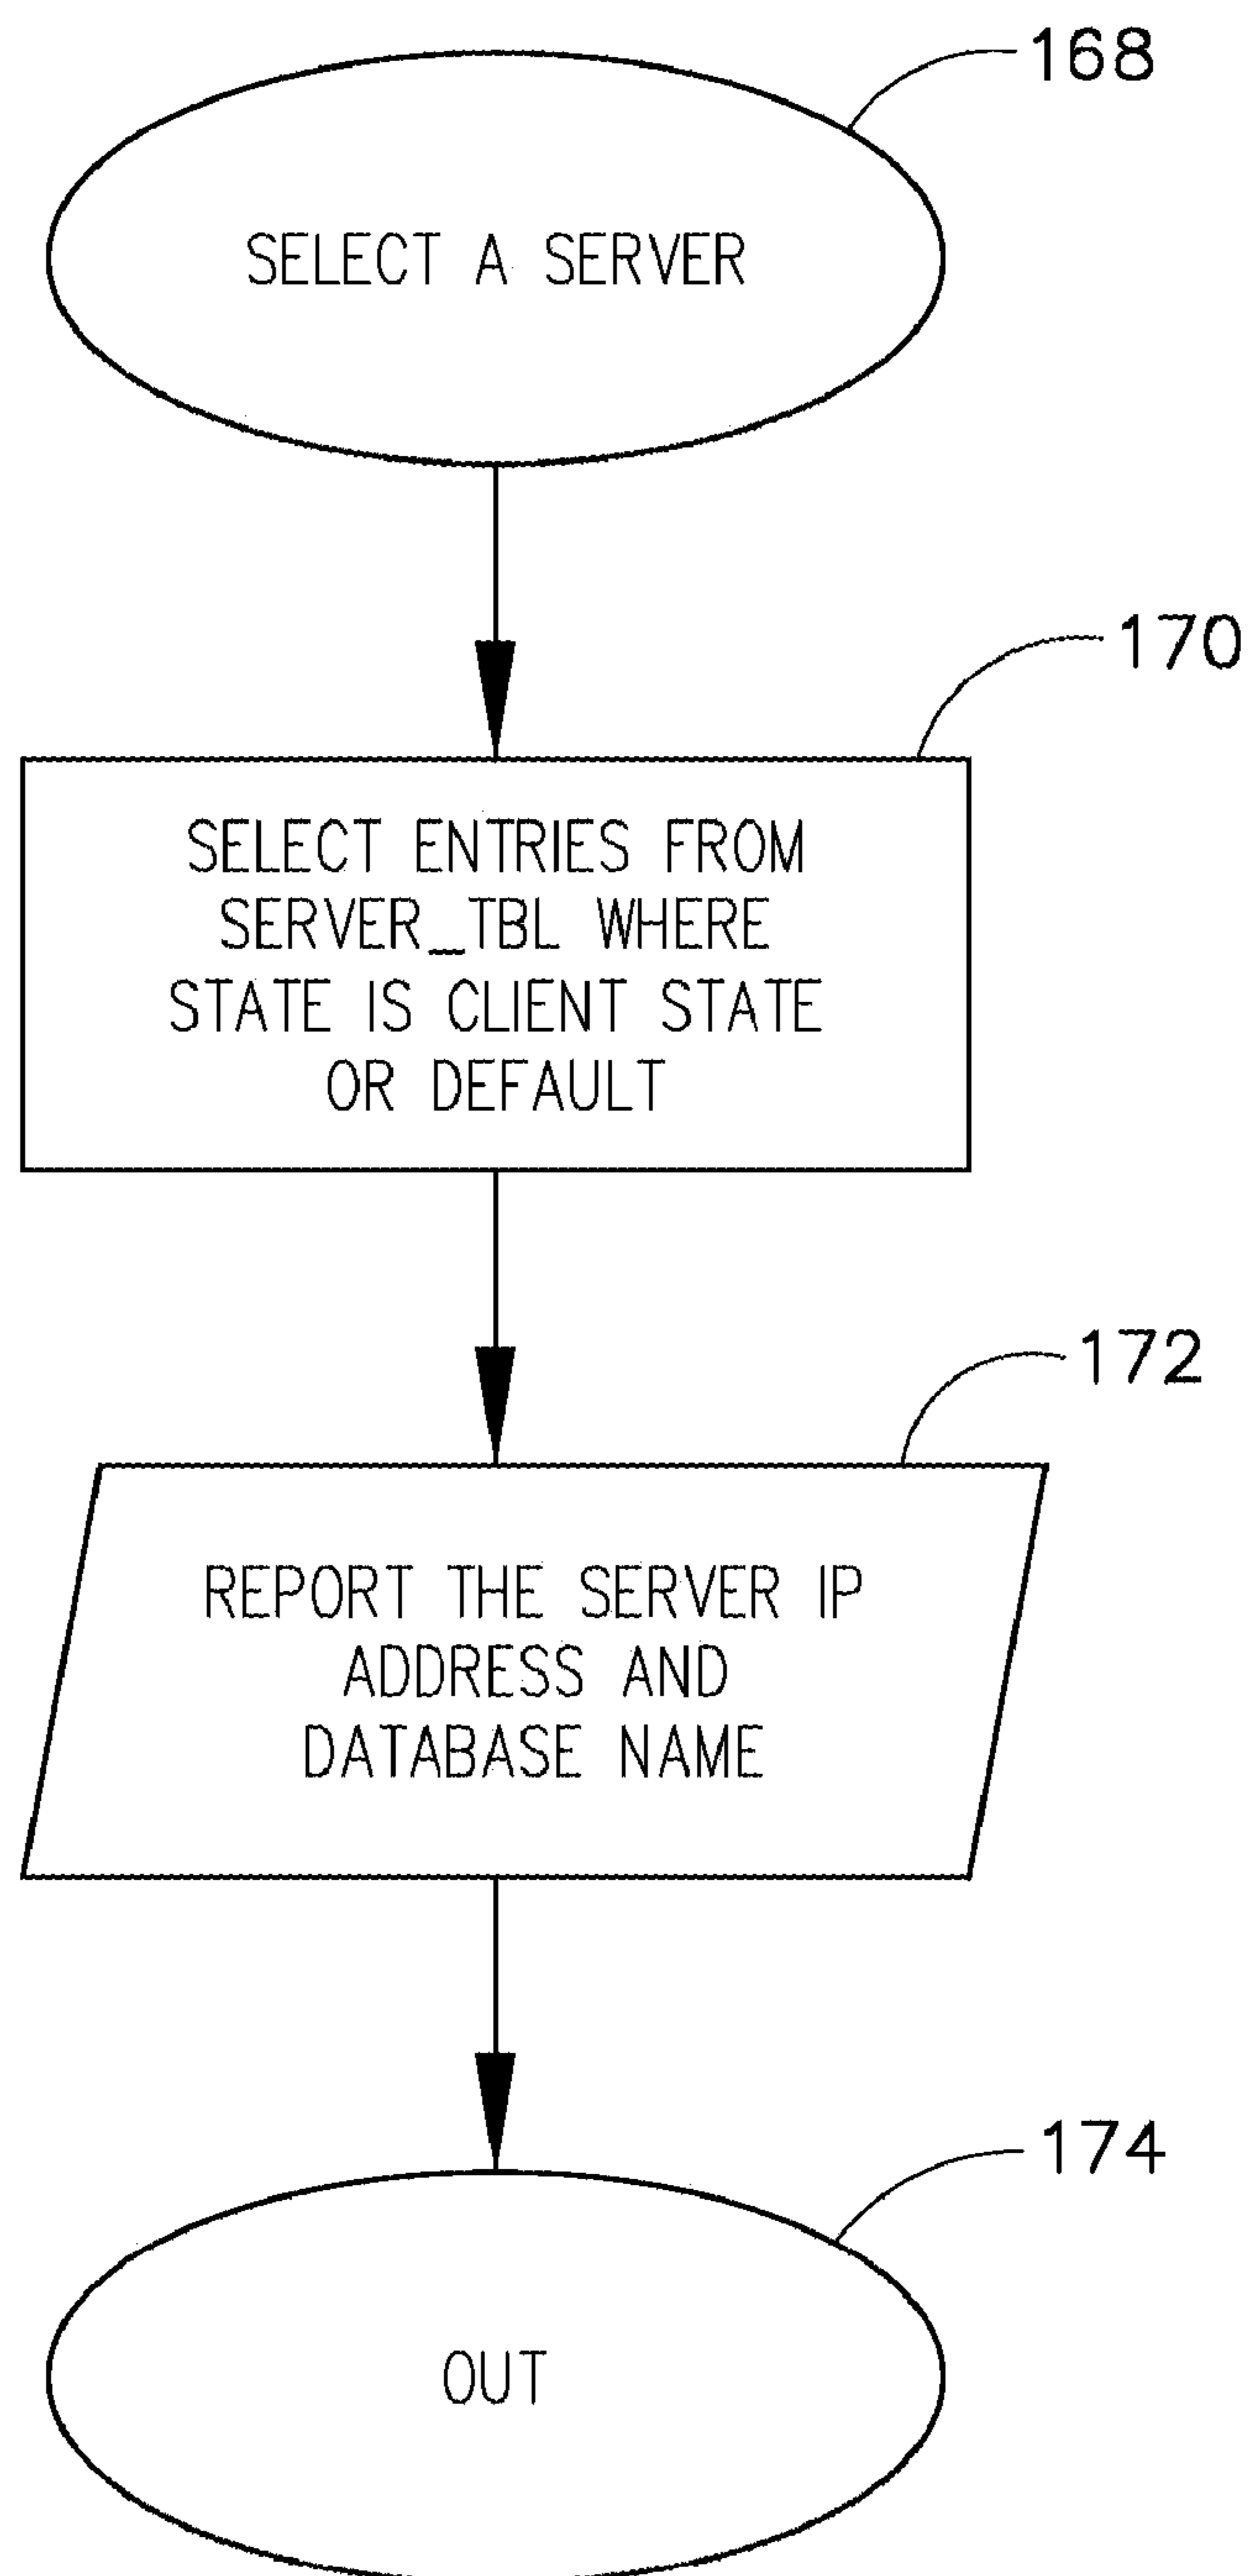 168
SELECT A SERVER
170
SELECT ENTRIES FROM
SERVER_TBL WHERE
STATE IS CLIENT STATE
OR DEFAULT
172
REPORT THE SERVER IP
ADDRESS AND
DATABASE NAME
174
OUT